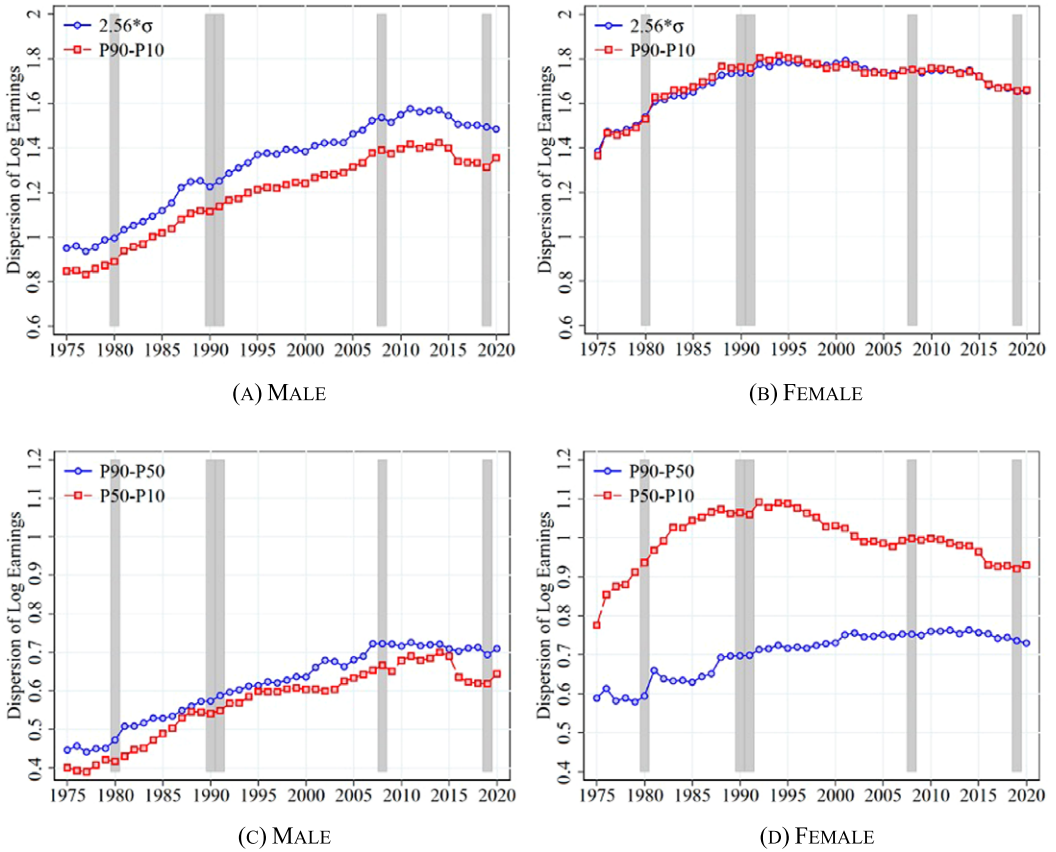 2.56*σ
P90-P10
Dispersion of Log Earnings
2
1.8
1.6
1.4
1.2
1
0.8
0.6
1975 1980 1985 1990 1995 2000 2005 2010 2015 2020
(A) MALE
2.56*σ
P90-P10
Dispersion of Log Earnings
2
1.8
1.6
1.4
1.2
1
0.8
0.6
1975 1980 1985 1990 1995 2000 2005 2010 2015 2020
(B) FEMALE
P90-P50
P50-P10
Dispersion of Log Earnings
1.2
1.1
1
0.9
0.8
0.7
0.6
0.5
0.4
1975 1980 1985 1990 1995 2000 2005 2010 2015 2020
(C) MALE
P90-P50
P50-P10
Dispersion of Log Earnings
1.2
1.1
1
0.9
0.8
0.7
0.6
0.5
0.4
1975 1980 1985 1990 1995 2000 2005 2010 2015 2020
(D) FEMALE